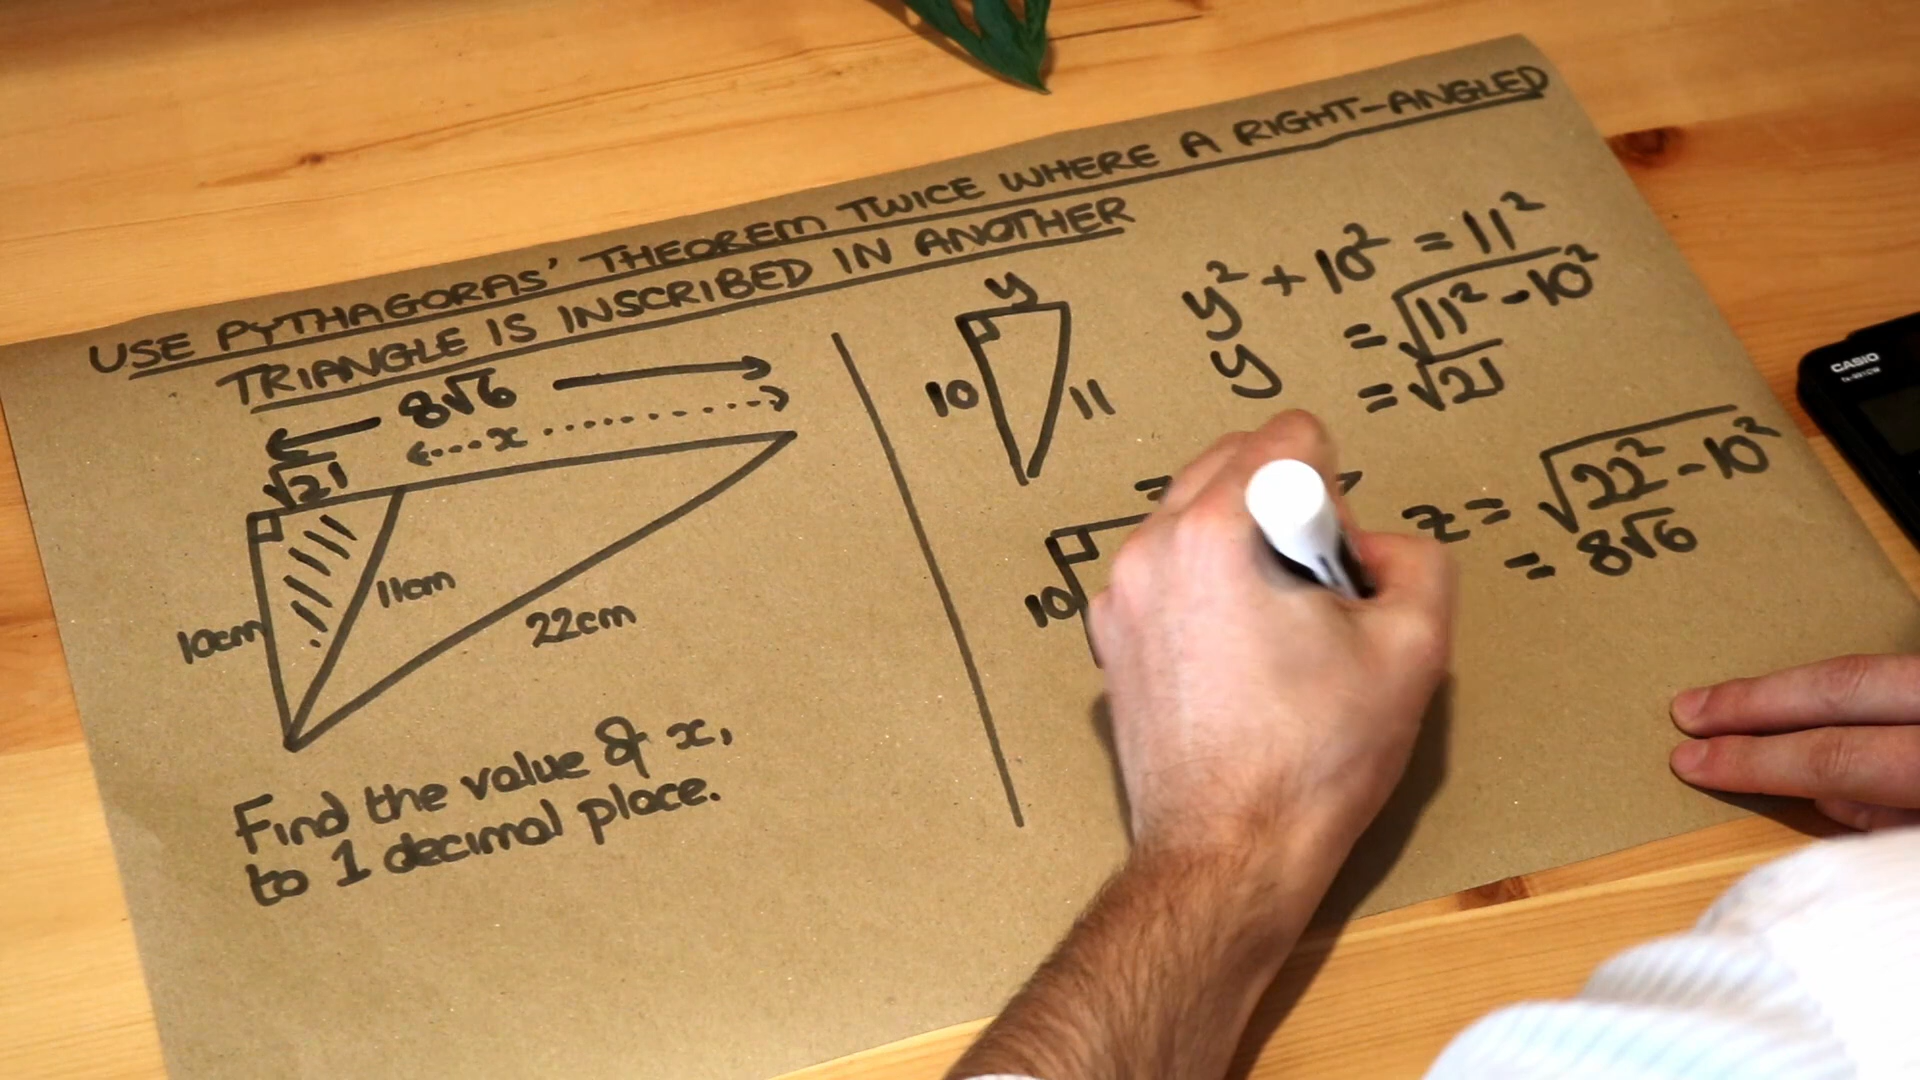 USE PYTHAGORAS' THEOREM TWICE WHERE A RIGHT-ANGLED
TRIANGLE IS INSCRIBED IN ANOTHER
8√6
x
√21
10cm
11cm
22cm
Find the value of x,
to 1 decimal place.
y
10
11
y² + 10² = 11²
y = √11² - 10²
= √21
10
z = √22² - 10²
= 8√6
CASIO